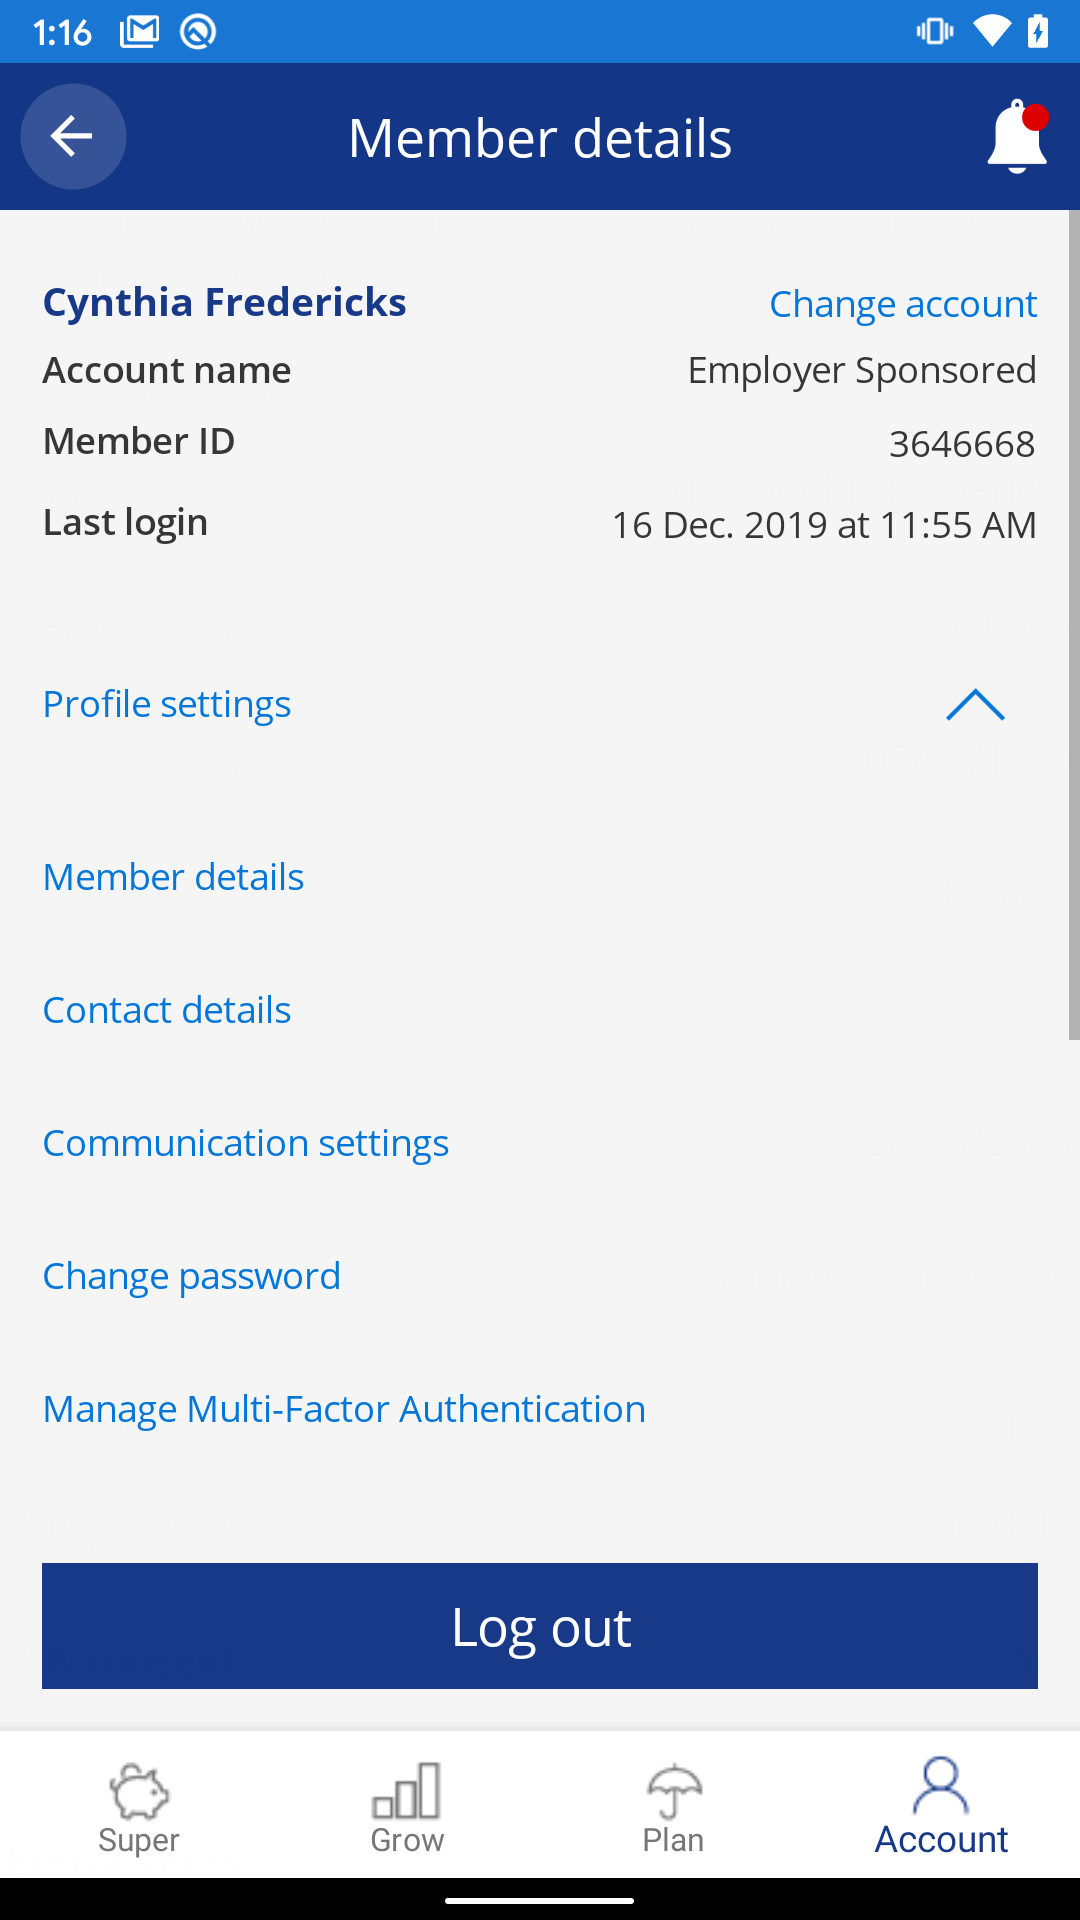 1:16
Member details
Cynthia Fredericks
Change account
Account name
Employer Sponsored
Member ID
3646668
Last login
16 Dec. 2019 at 11:55 AM
Profile settings
Member details
Contact details
Communication settings
Change password
Manage Multi-Factor Authentication
Log out
Super
Grow
Plan
Account